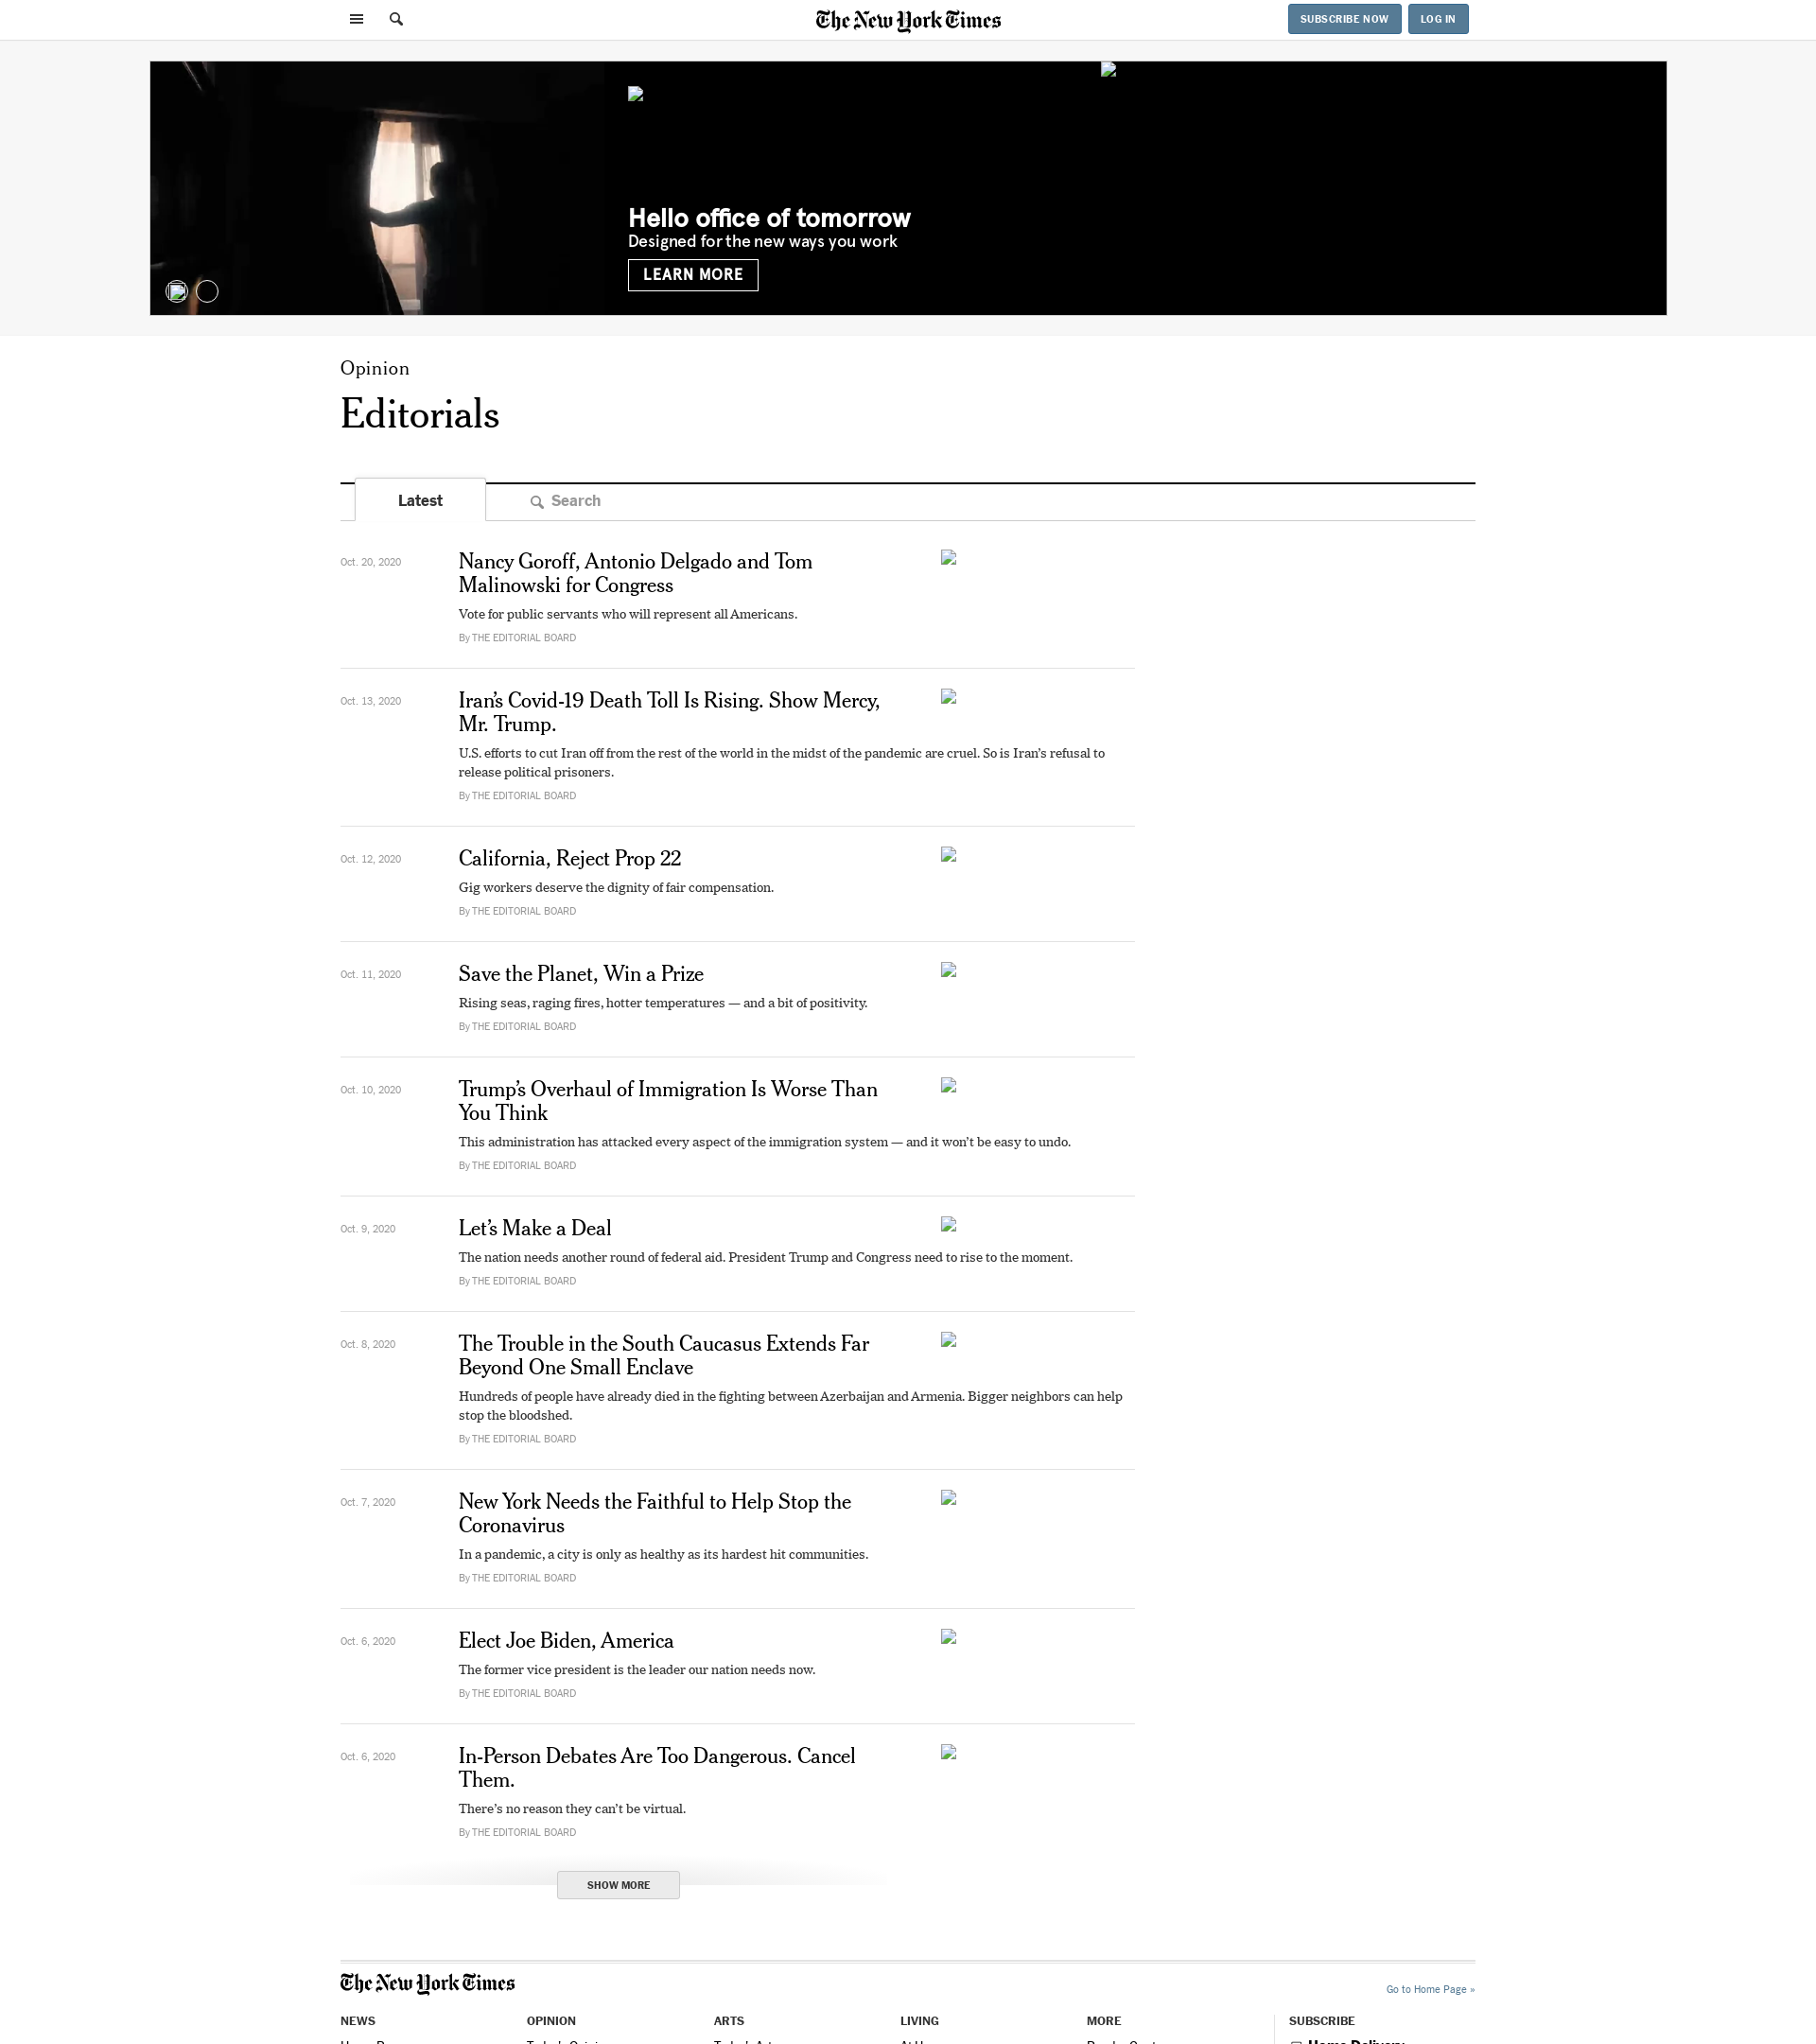 The New York Times
SUBSCRIBE NOW
LOG IN
Hello office of tomorrow
Designed for the new ways you work
LEARN MORE
Opinion
Editorials
Latest
Search
Oct. 20, 2020
Nancy Goroff, Antonio Delgado and Tom
Malinowski for Congress
Vote for public servants who will represent all Americans.
By THE EDITORIAL BOARD
Oct. 13, 2020
Iran’s Covid-19 Death Toll Is Rising. Show Mercy,
Mr. Trump.
U.S. efforts to cut Iran off from the rest of the world in the midst of the pandemic are cruel. So is Iran’s refusal to
release political prisoners.
By THE EDITORIAL BOARD
Oct. 12, 2020
California, Reject Prop 22
Gig workers deserve the dignity of fair compensation.
By THE EDITORIAL BOARD
Oct. 11, 2020
Save the Planet, Win a Prize
Rising seas, raging fires, hotter temperatures — and a bit of positivity.
By THE EDITORIAL BOARD
Oct. 10, 2020
Trump’s Overhaul of Immigration Is Worse Than
You Think
This administration has attacked every aspect of the immigration system — and it won’t be easy to undo.
By THE EDITORIAL BOARD
Oct. 9, 2020
Let’s Make a Deal
The nation needs another round of federal aid. President Trump and Congress need to rise to the moment.
By THE EDITORIAL BOARD
Oct. 8, 2020
The Trouble in the South Caucasus Extends Far
Beyond One Small Enclave
Hundreds of people have already died in the fighting between Azerbaijan and Armenia. Bigger neighbors can help
stop the bloodshed.
By THE EDITORIAL BOARD
Oct. 7, 2020
New York Needs the Faithful to Help Stop the
Coronavirus
In a pandemic, a city is only as healthy as its hardest hit communities.
By THE EDITORIAL BOARD
Oct. 6, 2020
Elect Joe Biden, America
The former vice president is the leader our nation needs now.
By THE EDITORIAL BOARD
Oct. 6, 2020
In-Person Debates Are Too Dangerous. Cancel
Them.
There’s no reason they can’t be virtual.
By THE EDITORIAL BOARD
SHOW MORE
The New York Times
Go to Home Page »
NEWS
OPINION
ARTS
LIVING
MORE
SUBSCRIBE
Home Delivery